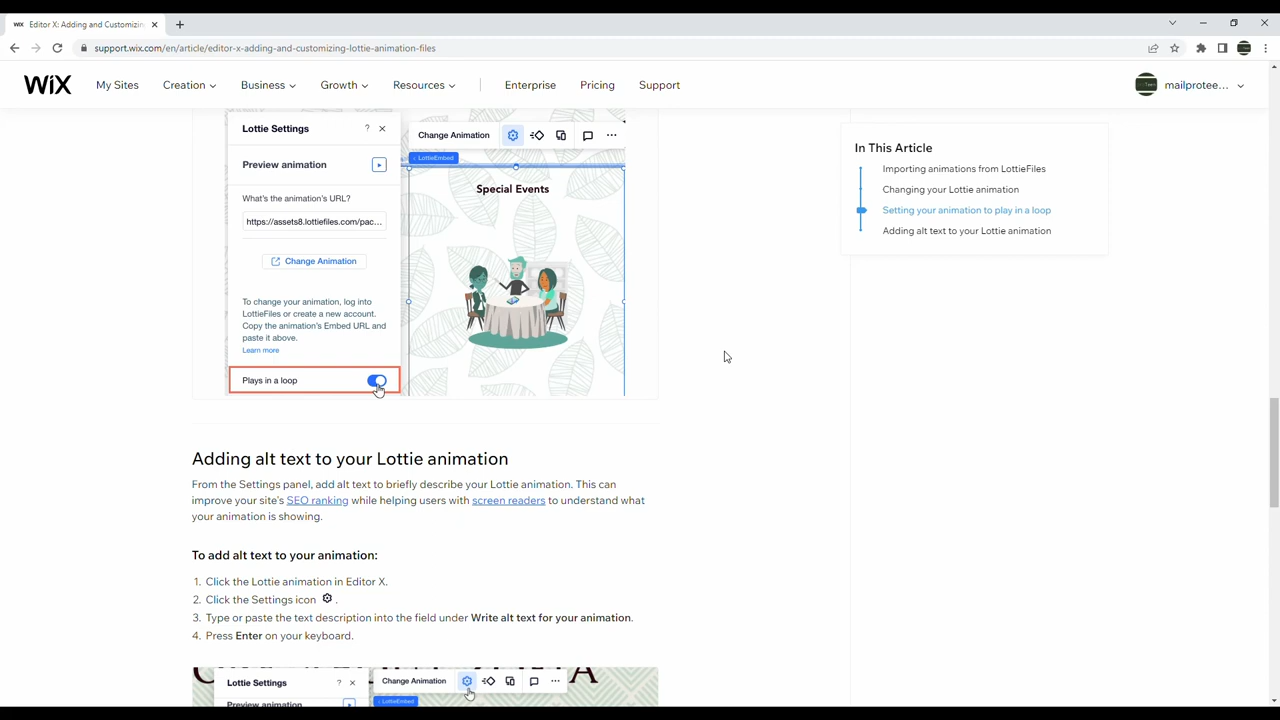 WiX Editor X: Adding and Customizin
support.wix.com/en/article/editor-x-adding-and-customizing-lottie-animation-files
WiX
My Sites Creation Business Growth Resources Enterprise Pricing Support mailprotee...
Lottie Settings ?
Change Animation
Preview animation
LottieEmbed
What's the animation's URL?
https://assets8.lottiefiles.com/pac...
Change Animation
To change your animation, log into
LottieFiles or create a new account.
Copy the animation's Embed URL and
paste it above.
Learn more
Plays in a loop
Special Events
In This Article
Importing animations from LottieFiles
Changing your Lottie animation
Setting your animation to play in a loop
Adding alt text to your Lottie animation
Adding alt text to your Lottie animation
From the Settings panel, add alt text to briefly describe your Lottie animation. This can
improve your site's SEO ranking while helping users with screen readers to understand what
your animation is showing.
To add alt text to your animation:
1. Click the Lottie animation in Editor X.
2. Click the Settings icon .
3. Type or paste the text description into the field under Write alt text for your animation.
4. Press Enter on your keyboard.
Lottie Settings ?
Change Animation
Preview animation
LottieEmbed